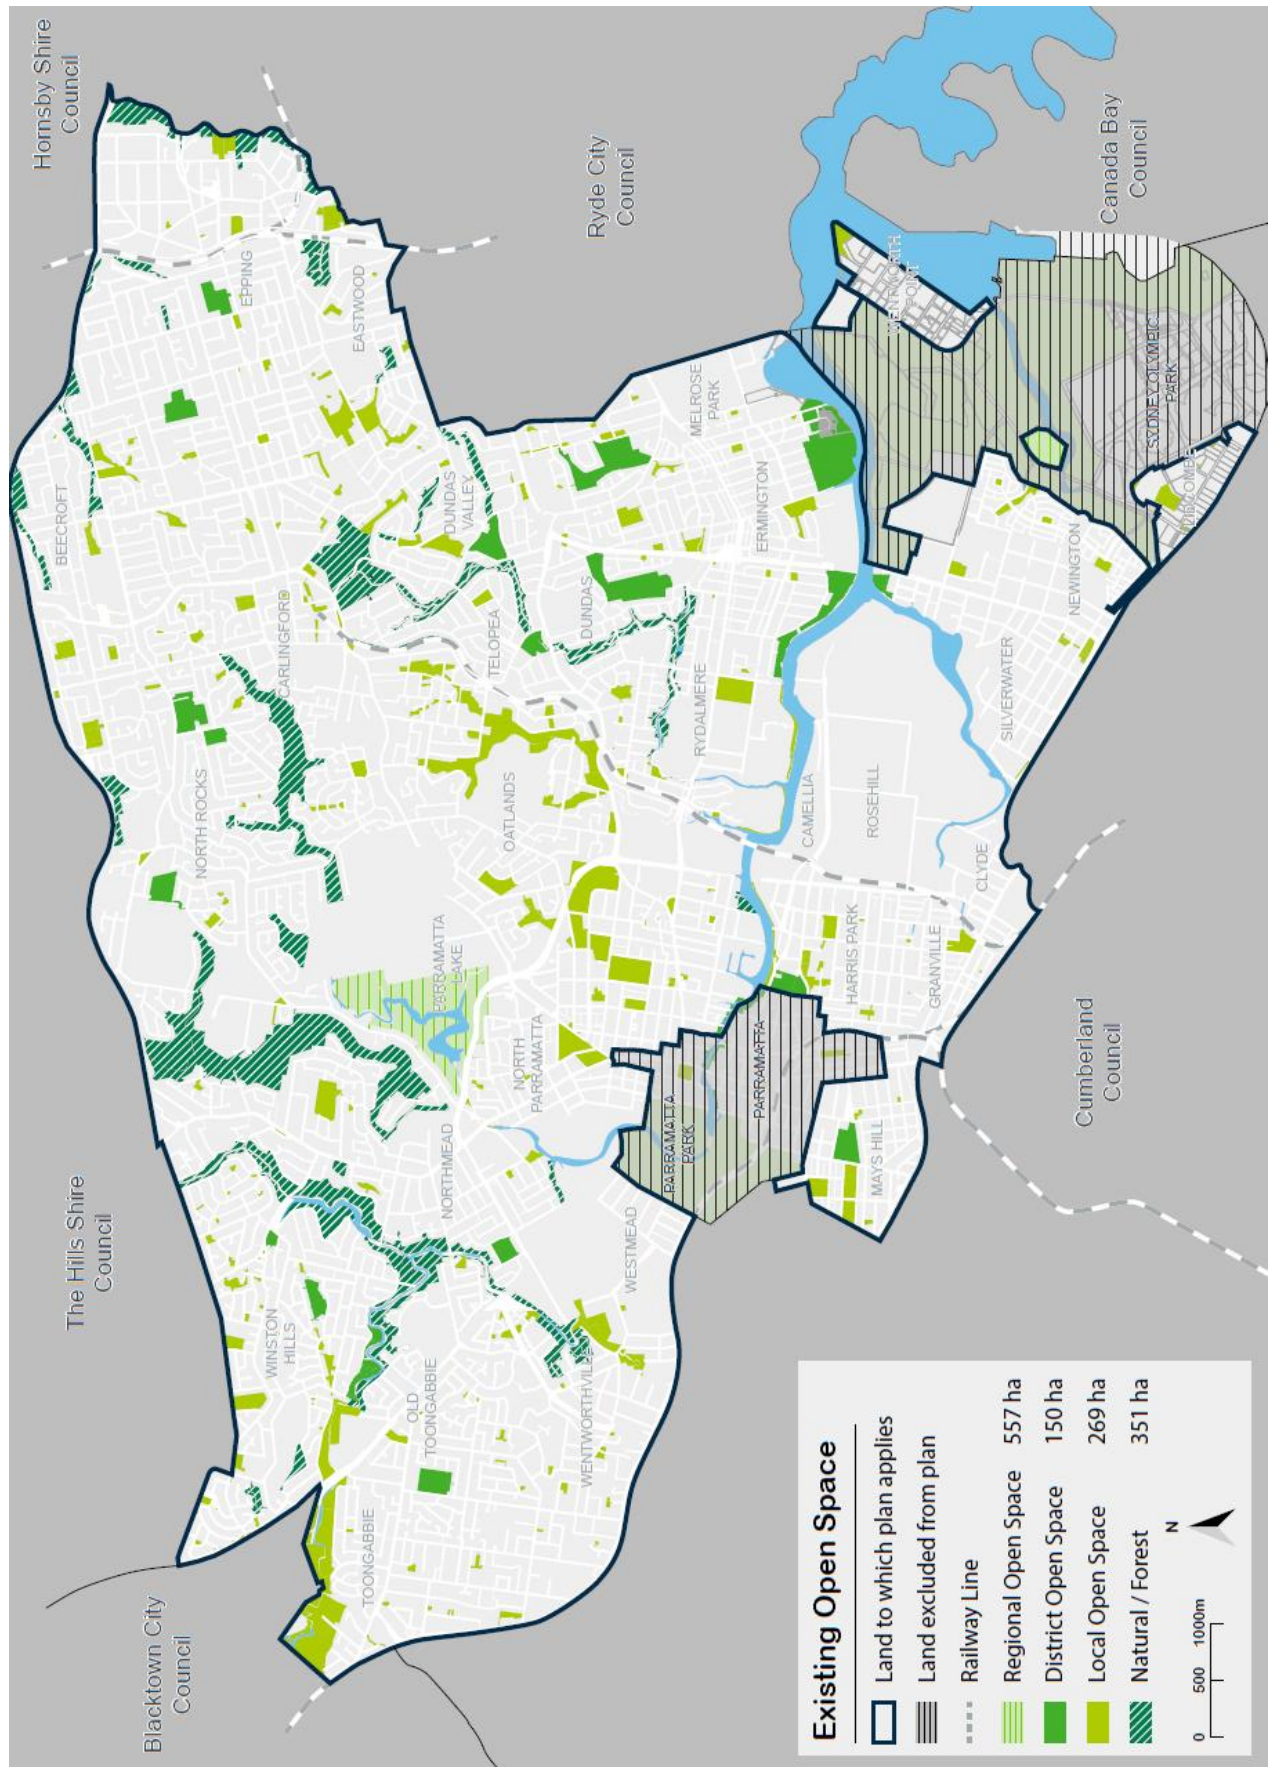 Hornsby Shire
Council
Ryde City
Council
Canada Bay
Council
The Hills Shire
Council
Cumberland
Council
Blacktown City
Council
BEECROFT
EPPING
EASTWOOD
CARLINGFORD
DUNDAS
VALLEY
TELOPEA
DUNDAS
MELROSE
PARK
ERMINGTON
RYDALMERE
NORTH ROCKS
OATLANDS
WENTWORTH
POINT
SYDNEY OLYMPIC
PARK
LIDCOMBE
NEWINGTON
SILVERWATER
CAMELLIA
ROSEHILL
CLYDE
HARRIS PARK
GRANVILLE
PARRAMATTA
LAKE
NORTH
PARRAMATTA
PARRAMATTA
PARRAMATTA
PARK
MAYS HILL
NORTHMEAD
WESTMEAD
WINSTON
HILLS
OLD
TOONGABBIE
WENTWORTHVILLE
TOONGABBIE
Existing Open Space
Land to which plan applies
Land excluded from plan
Railway Line
Regional Open Space 557 ha
District Open Space 150 ha
Local Open Space 269 ha
Natural / Forest 351 ha
0 500 1000m
N